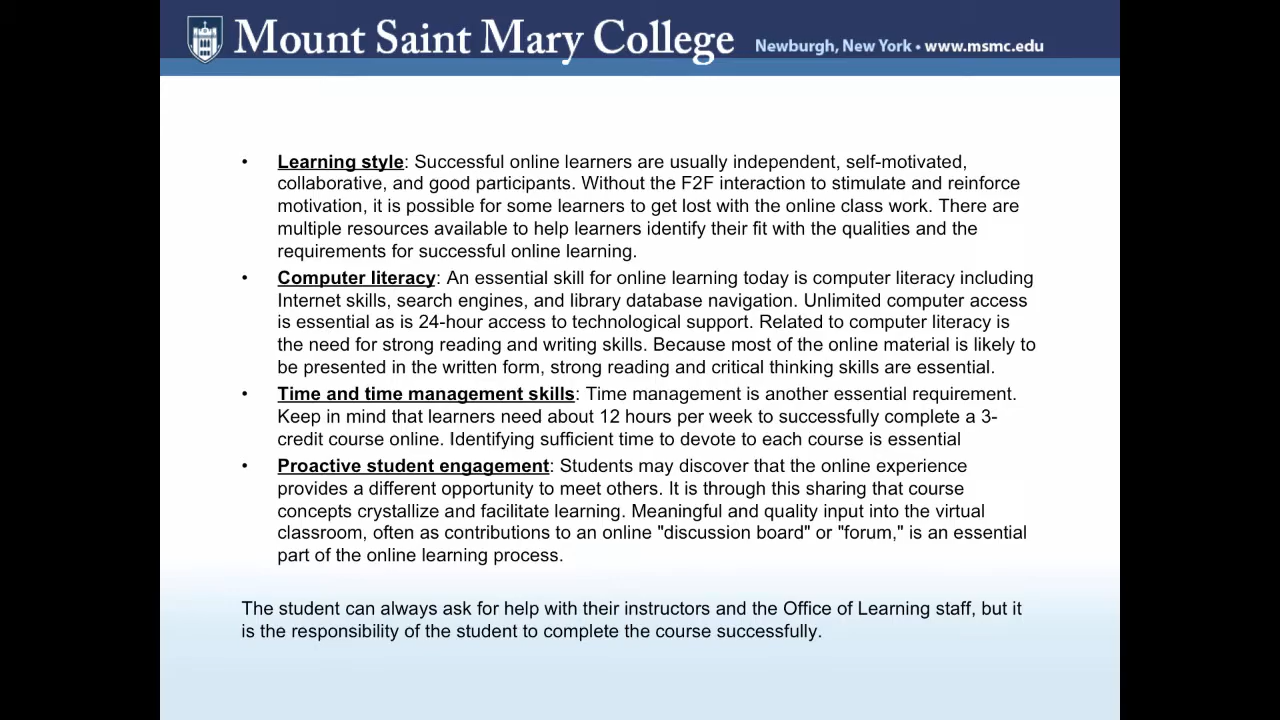 Mount Saint Mary College Newburgh, New York • www.msmc.edu
• Learning style: Successful online learners are usually independent, self-motivated,
collaborative, and good participants. Without the F2F interaction to stimulate and reinforce
motivation, it is possible for some learners to get lost with the online class work. There are
multiple resources available to help learners identify their fit with the qualities and the
requirements for successful online learning.
• Computer literacy: An essential skill for online learning today is computer literacy including
Internet skills, search engines, and library database navigation. Unlimited computer access
is essential as is 24-hour access to technological support. Related to computer literacy is
the need for strong reading and writing skills. Because most of the online material is likely to
be presented in the written form, strong reading and critical thinking skills are essential.
• Time and time management skills: Time management is another essential requirement.
Keep in mind that learners need about 12 hours per week to successfully complete a 3-
credit course online. Identifying sufficient time to devote to each course is essential
• Proactive student engagement: Students may discover that the online experience
provides a different opportunity to meet others. It is through this sharing that course
concepts crystallize and facilitate learning. Meaningful and quality input into the virtual
classroom, often as contributions to an online "discussion board" or "forum," is an essential
part of the online learning process.
The student can always ask for help with their instructors and the Office of Learning staff, but it
is the responsibility of the student to complete the course successfully.